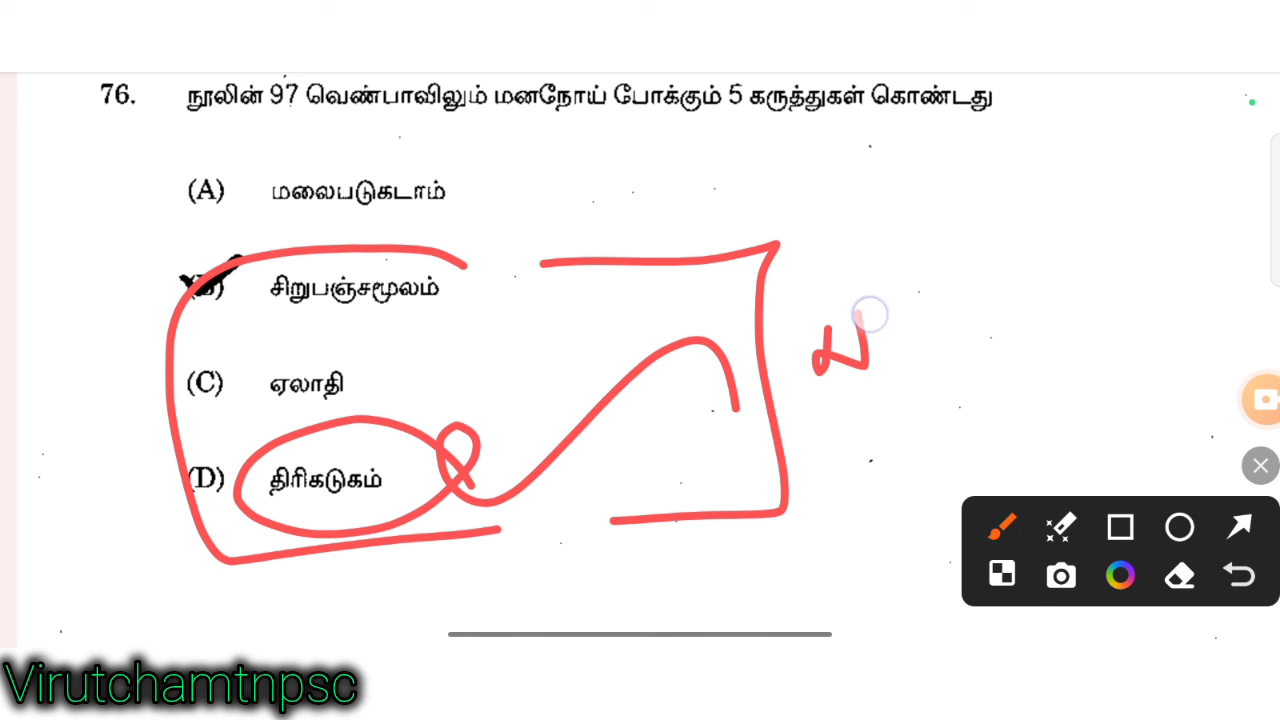 76. நூலின் 97 வெண்பாவிலும் மனநோய் போக்கும் 5 கருத்துகள் கொண்டது
(A) மலைபடுகடாம்
(B) சிறுபஞ்சமூலம்
(C) ஏலாதி
(D) திரிகடுகம்
Virutchamtnpsc